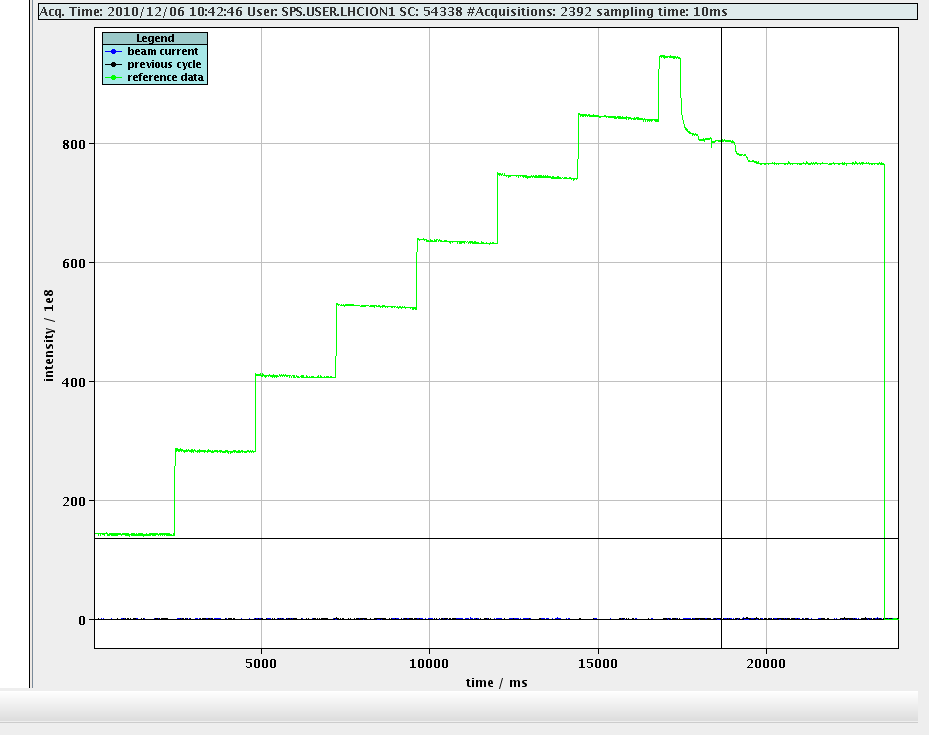 Acq. Time: 2010/12/06 10:42:46 User: SPS.USER.LHCION1 SC: 54338 #Acquisitions: 2392 sampling time: 10ms
Legend
beam current
previous cycle
reference data
800
600
400
200
0
intensity / 1e8
5000 10000 15000 20000
time / ms